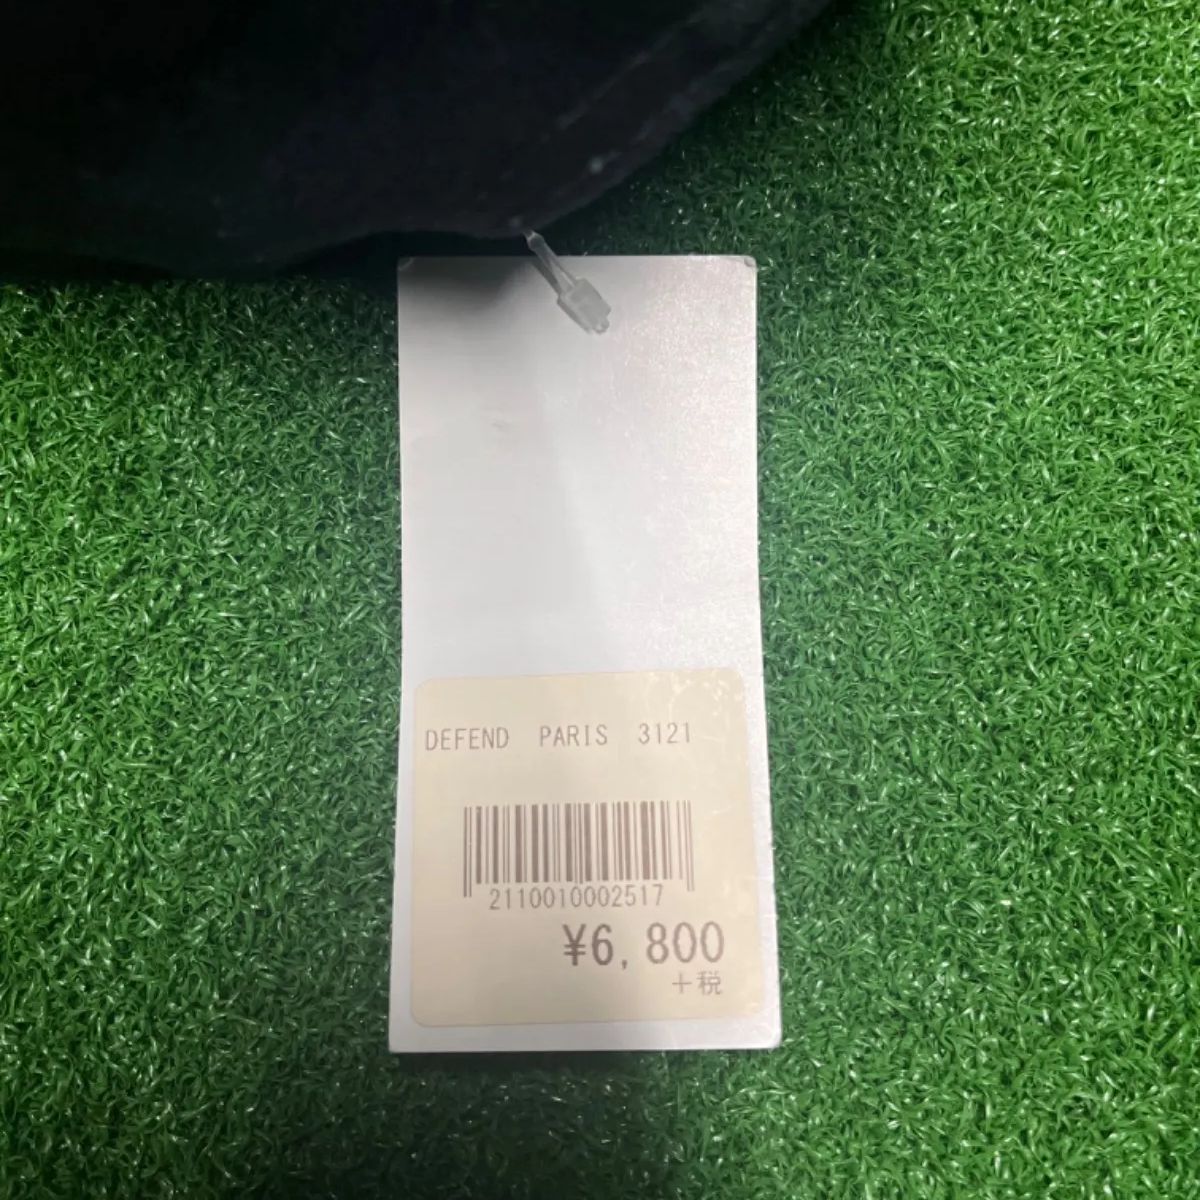 DEFEND PARIS 3121
2110010002517
¥6,800
+税